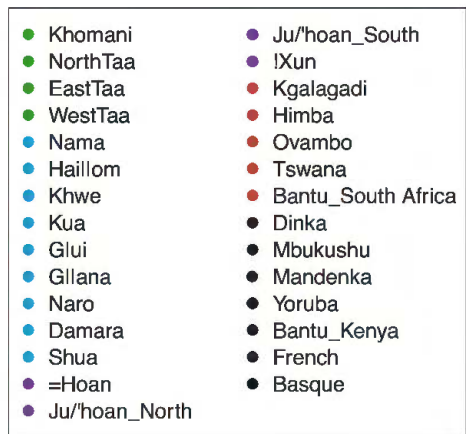 Khomani
NorthTaa
EastTaa
WestTaa
Nama
Haillom
Khwe
Kua
Glui
Gllana
Naro
Damara
Shua
=Hoan
Ju/'hoan_North
Ju/'hoan_South
!Xun
Kgalagadi
Himba
Ovambo
Tswana
Bantu_South Africa
Dinka
Mbukushu
Mandenka
Yoruba
Bantu_Kenya
French
Basque